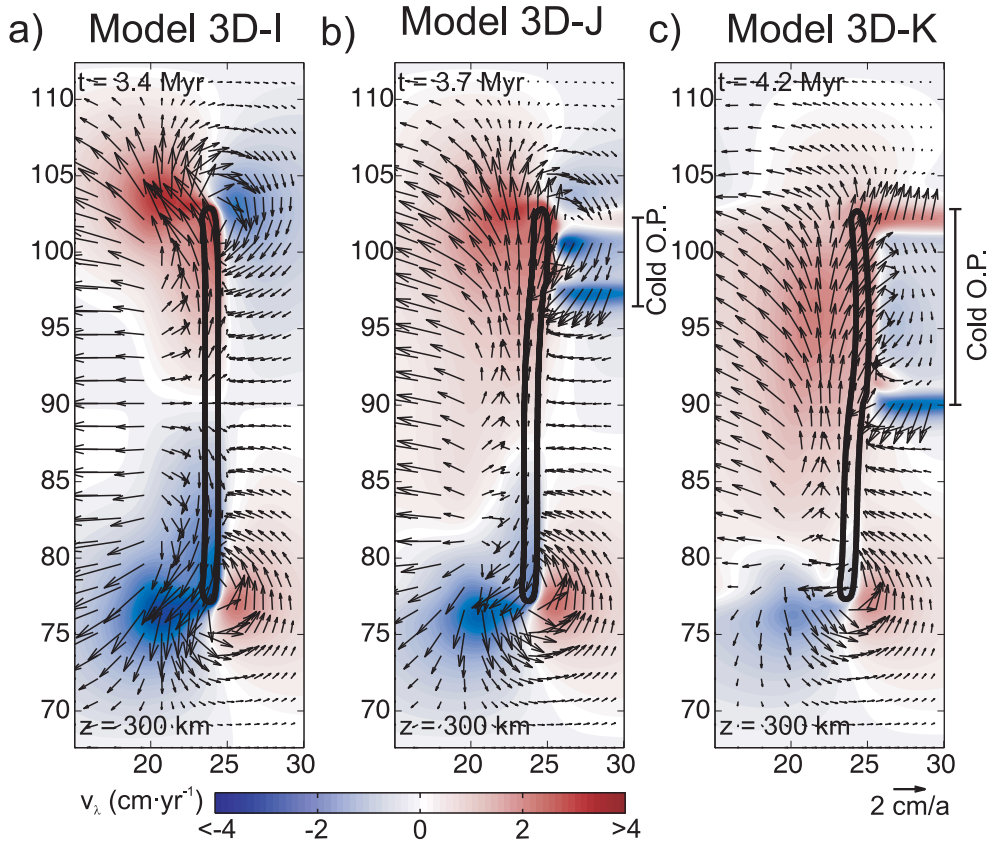 a) Model 3D-I
b) Model 3D-J
c) Model 3D-K
t = 3.4 Myr
t = 3.7 Myr
t = 4.2 Myr
110
105
100
95
90
85
80
75
70
110
105
100
95
90
85
80
75
70
110
105
100
95
90
85
80
75
70
Cold O.P.
Cold O.P.
z = 300 km
z = 300 km
z = 300 km
20 25 30
20 25 30
20 25 30
vλ (cm·yr-1)
<-4 -2 0 2 >4
2 cm/a